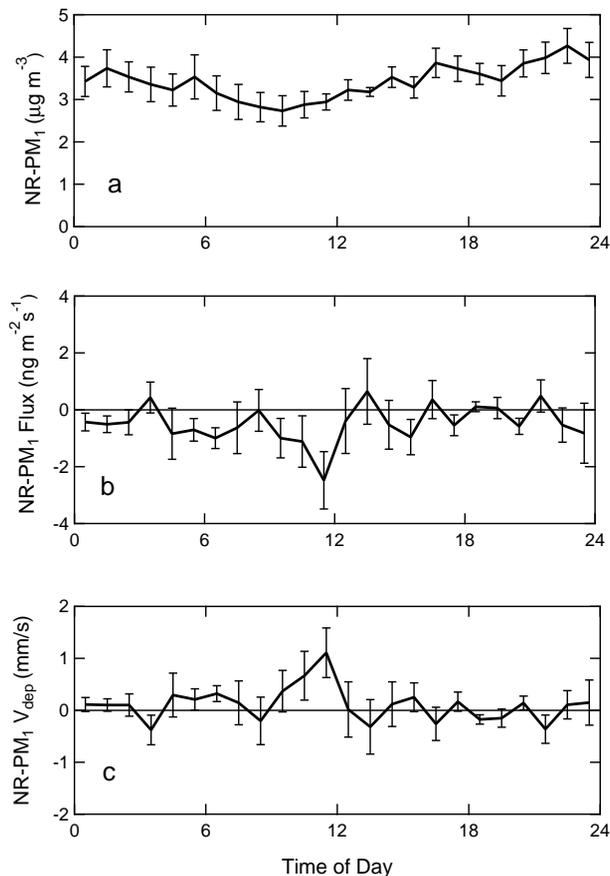 5
4
3
2
1
0
NR-PM₁ (μg m⁻³)
a
0 6 12 18 24
4
2
0
-2
-4
NR-PM₁ Flux (ng m⁻² s⁻¹)
b
0 6 12 18 24
2
1
0
-1
-2
NR-PM₁ V_dep (mm/s)
c
0 6 12 18 24
Time of Day